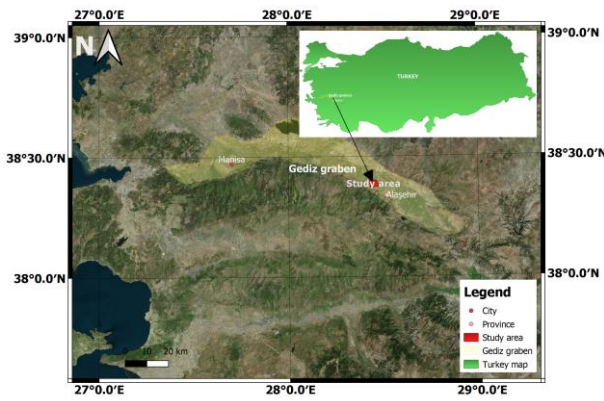 27°0.0′N 28°0.0′N 29°0.0′N
39°0.0′N 39°0.0′N
N
TURKEY
38°30.0′N 38°30.0′N
Manisa
Gediz graben
Study area
Alaşehir
38°0.0′N 38°0.0′N
Legend
City
Province
Study area
Gediz graben
Turkey map
0 10 20 km
27°0.0′N 28°0.0′N 29°0.0′N